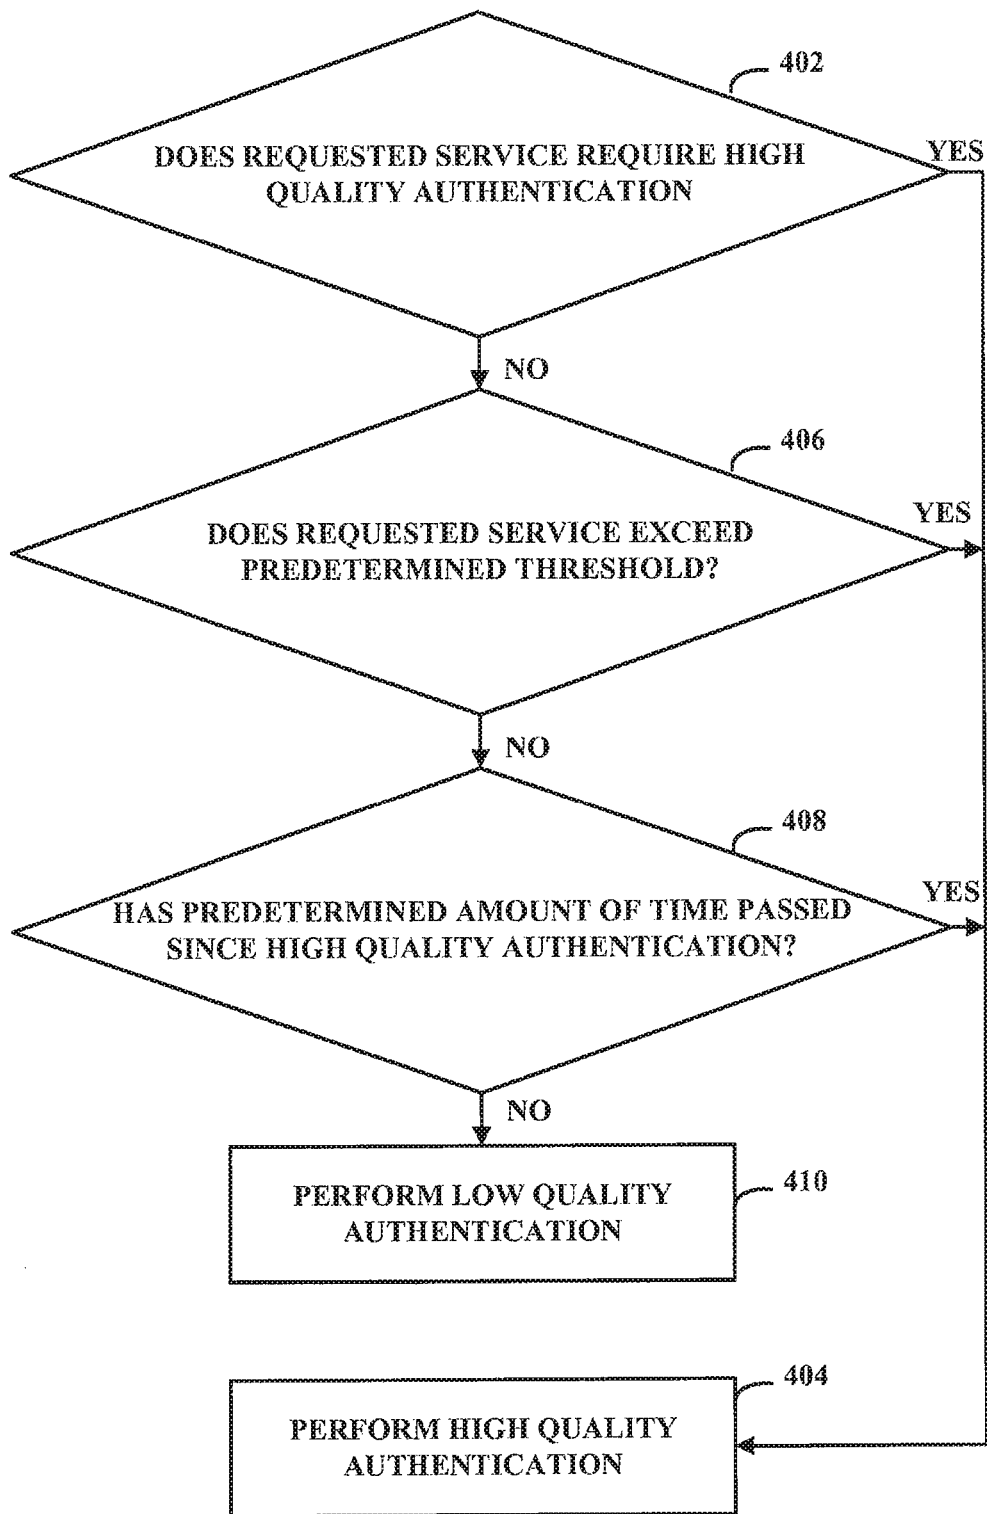 402
DOES REQUESTED SERVICE REQUIRE HIGH
QUALITY AUTHENTICATION
YES
NO
406
DOES REQUESTED SERVICE EXCEED
PREDETERMINED THRESHOLD?
YES
NO
408
HAS PREDETERMINED AMOUNT OF TIME PASSED
SINCE HIGH QUALITY AUTHENTICATION?
YES
NO
PERFORM LOW QUALITY
AUTHENTICATION
410
404
PERFORM HIGH QUALITY
AUTHENTICATION